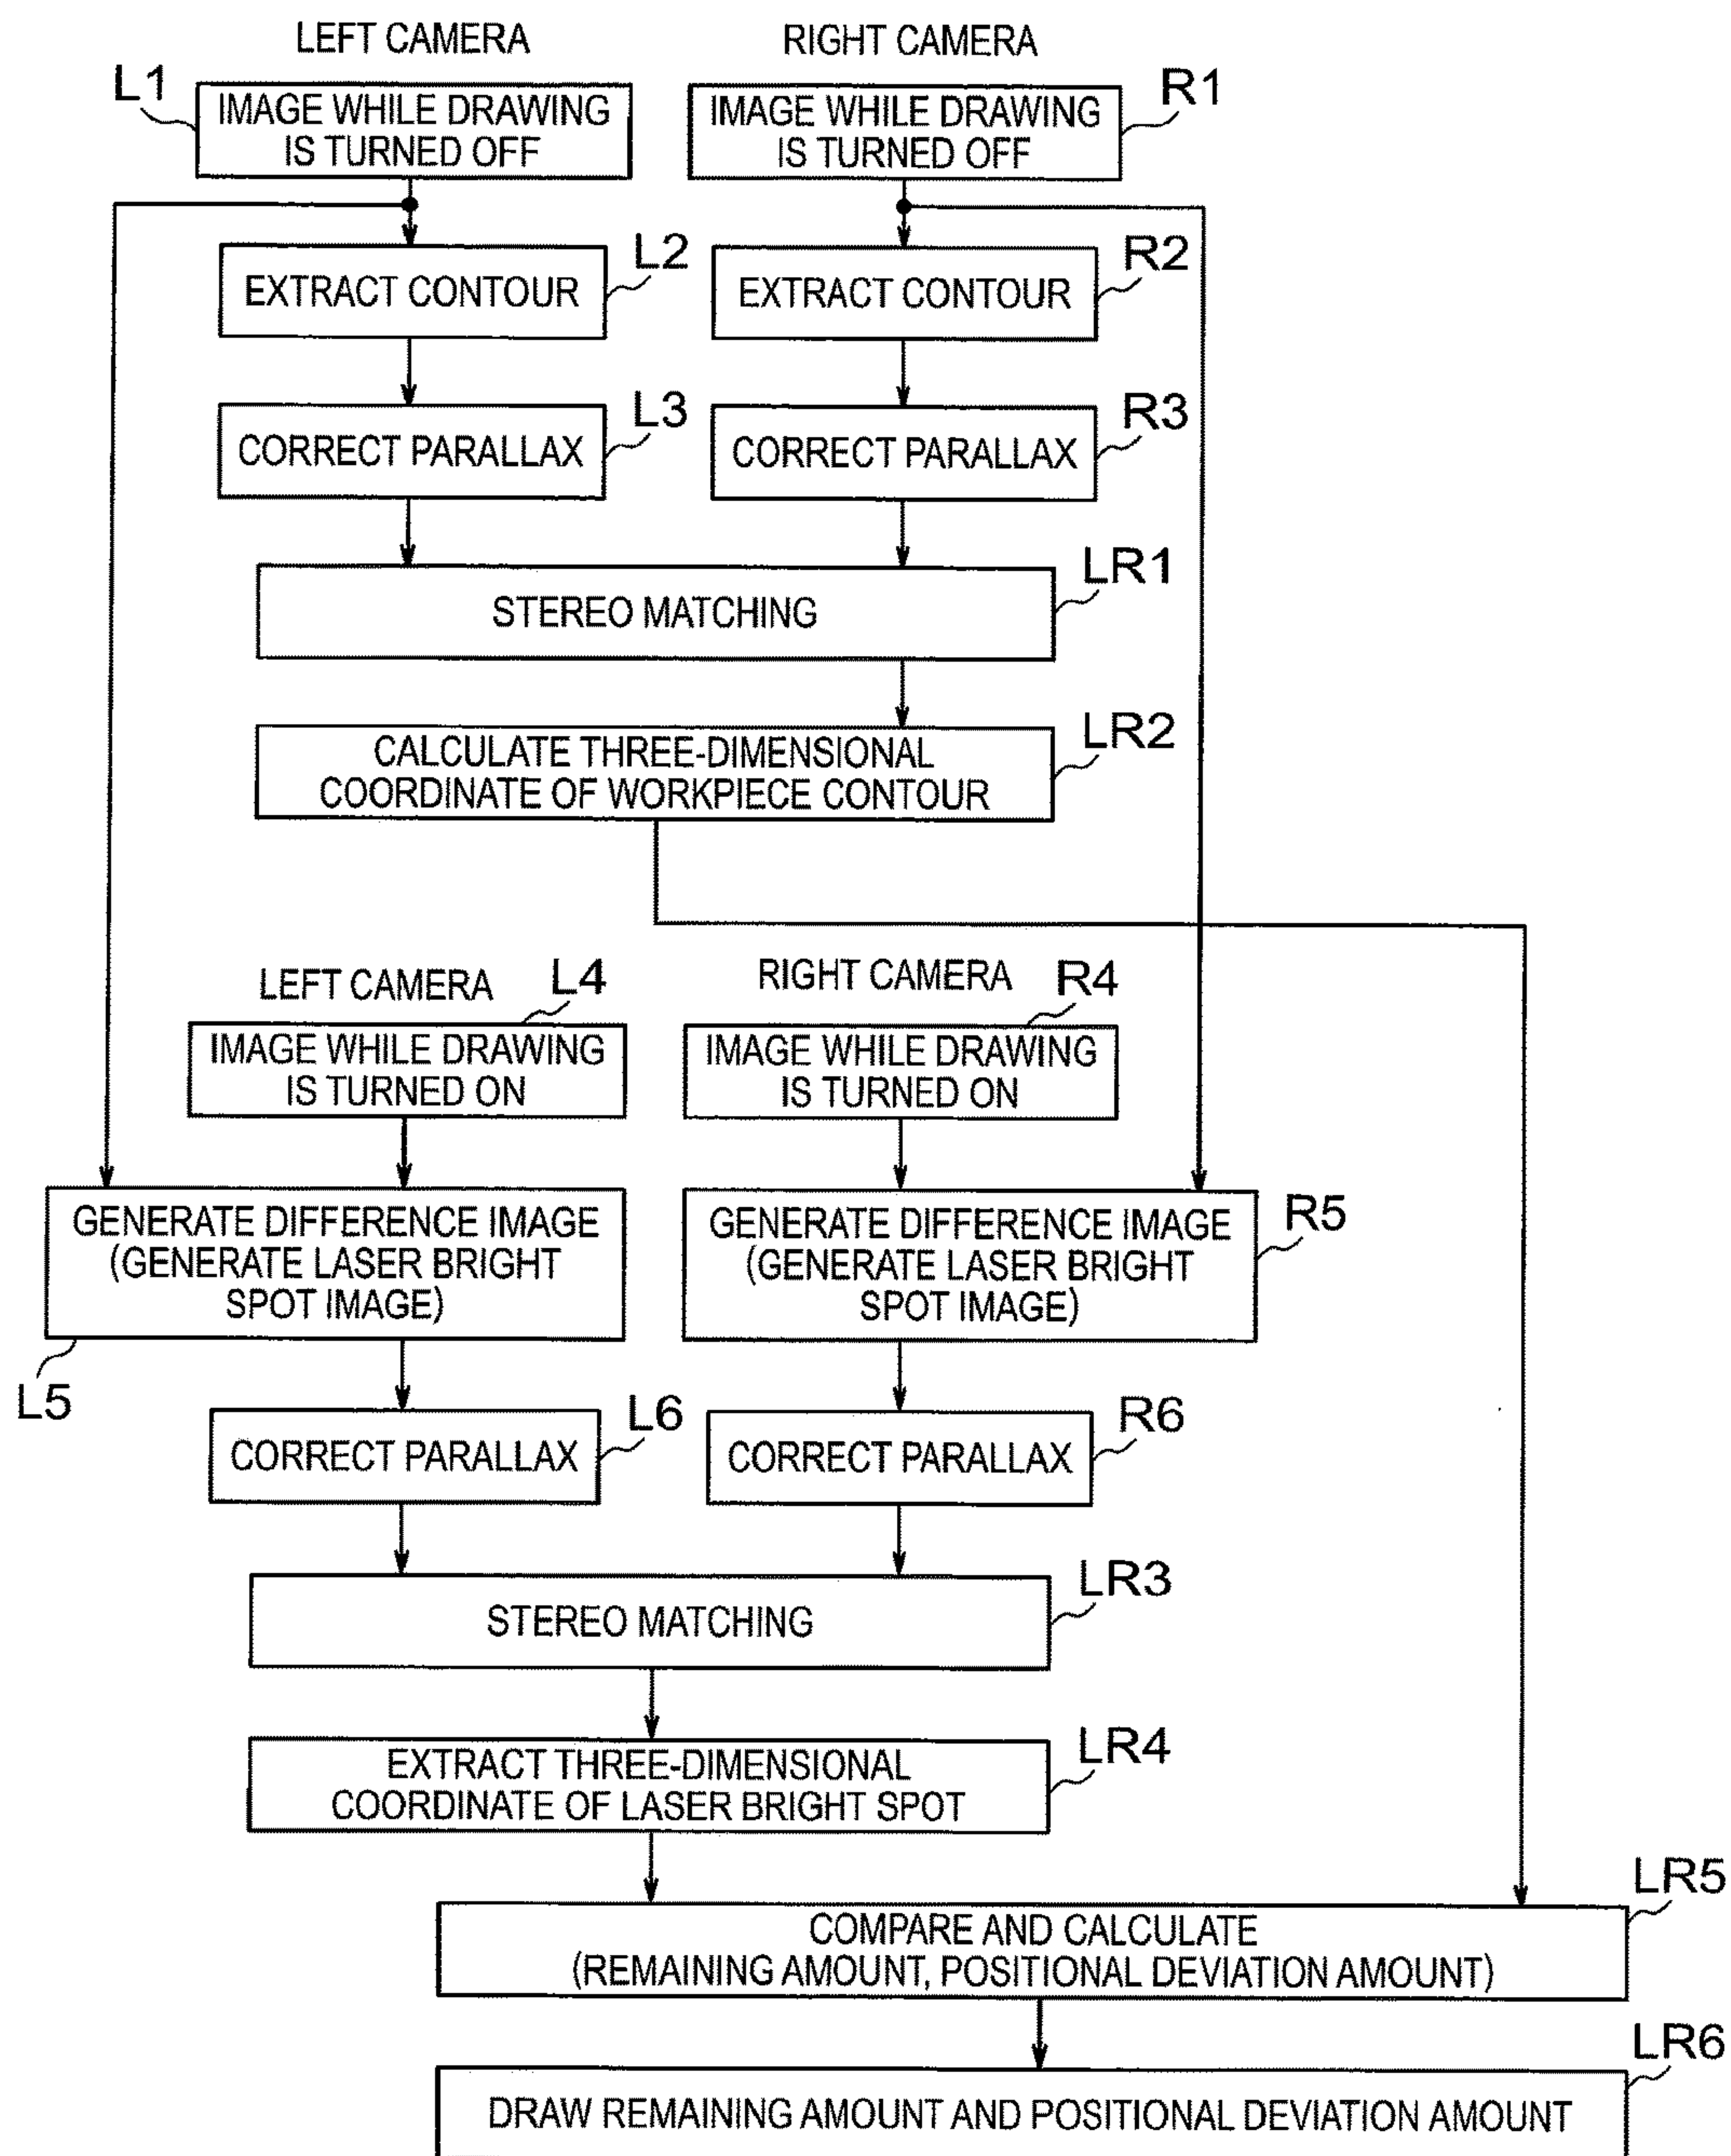 LEFT CAMERA
RIGHT CAMERA
L1
IMAGE WHILE DRAWING
IS TURNED OFF
IMAGE WHILE DRAWING
IS TURNED OFF
R1
EXTRACT CONTOUR
L2
EXTRACT CONTOUR
R2
CORRECT PARALLAX
L3
CORRECT PARALLAX
R3
STEREO MATCHING
LR1
CALCULATE THREE-DIMENSIONAL
COORDINATE OF WORKPIECE CONTOUR
LR2
LEFT CAMERA
L4
RIGHT CAMERA
R4
IMAGE WHILE DRAWING
IS TURNED ON
IMAGE WHILE DRAWING
IS TURNED ON
GENERATE DIFFERENCE IMAGE
(GENERATE LASER BRIGHT
SPOT IMAGE)
L5
GENERATE DIFFERENCE IMAGE
(GENERATE LASER BRIGHT
SPOT IMAGE)
R5
CORRECT PARALLAX
L6
CORRECT PARALLAX
R6
STEREO MATCHING
LR3
EXTRACT THREE-DIMENSIONAL
COORDINATE OF LASER BRIGHT SPOT
LR4
COMPARE AND CALCULATE
(REMAINING AMOUNT, POSITIONAL DEVIATION AMOUNT)
LR5
DRAW REMAINING AMOUNT AND POSITIONAL DEVIATION AMOUNT
LR6